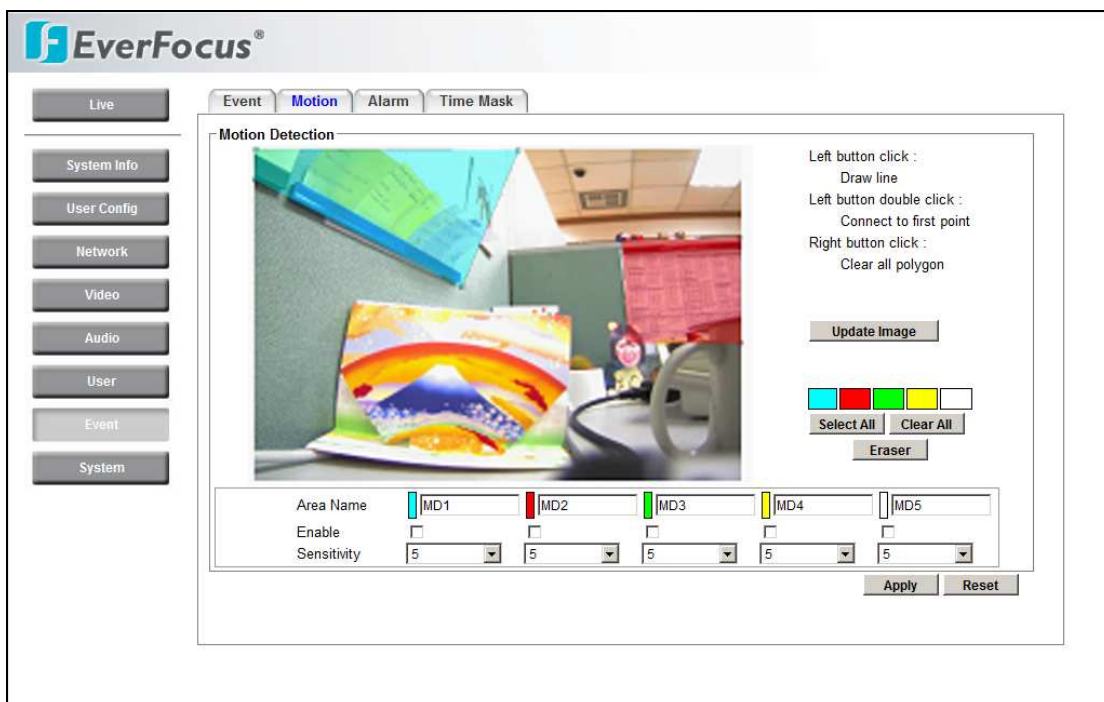 EverFocus®
Live
System Info
User Config
Network
Video
Audio
User
Event
System
Event Motion Alarm Time Mask
Motion Detection
Left button click :
Draw line
Left button double click :
Connect to first point
Right button click :
Clear all polygon
Update Image
Select All Clear All
Eraser
Area Name MD1 MD2 MD3 MD4 MD5
Enable
Sensitivity 5 5 5 5 5
Apply Reset